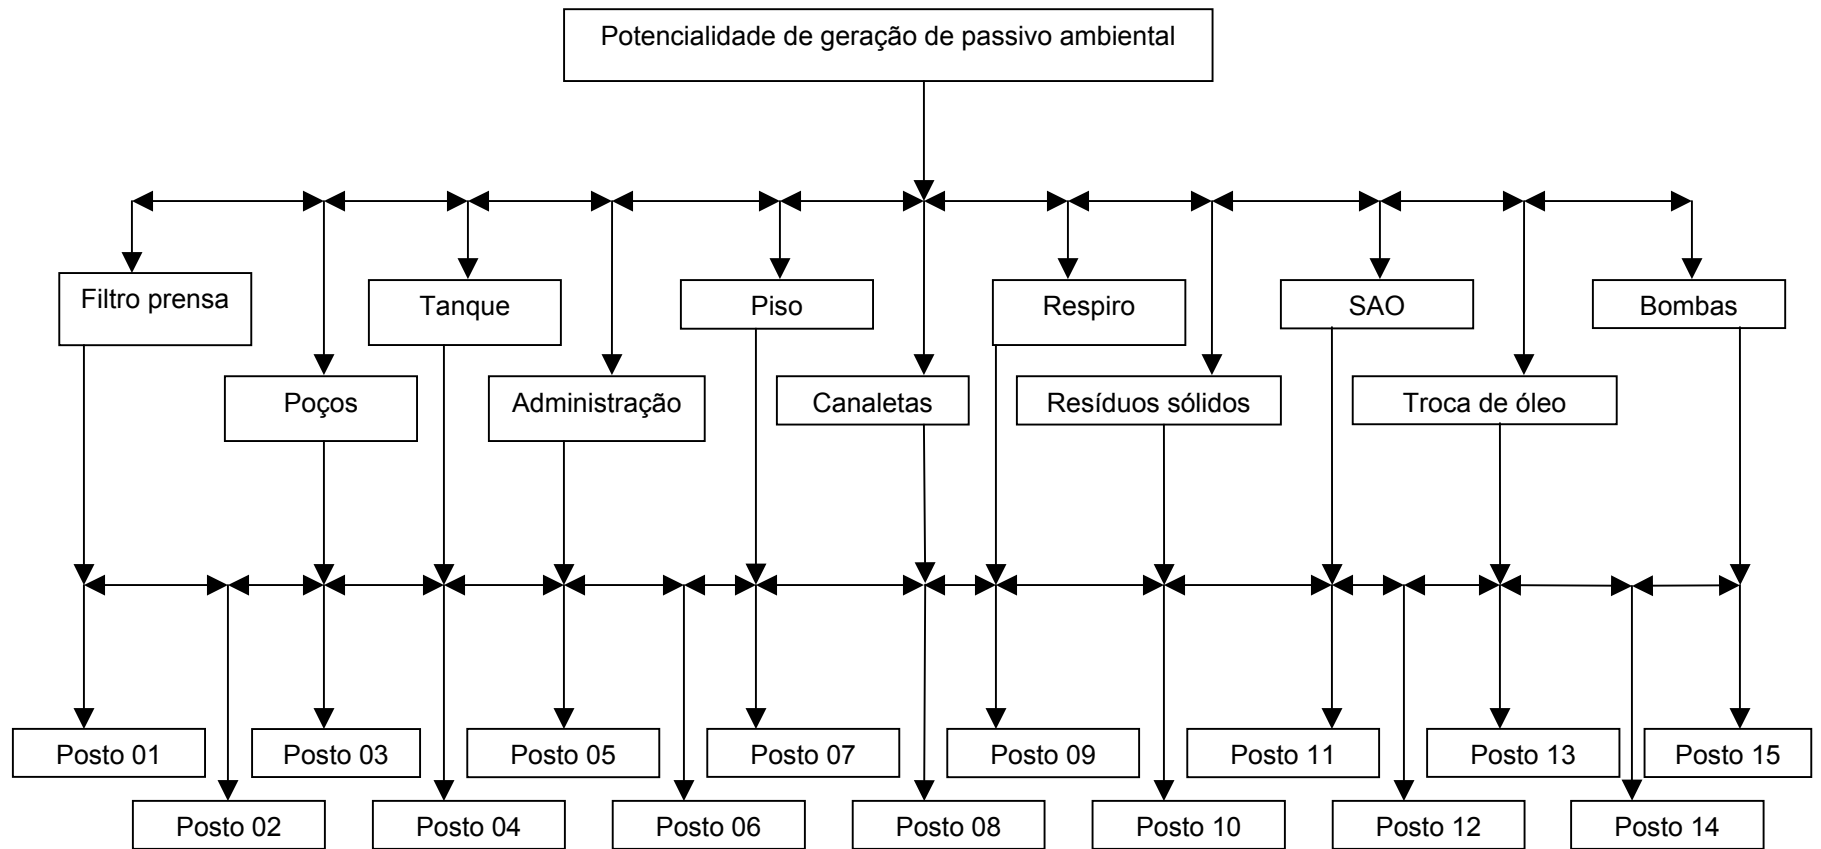 Potencialidade de geração de passivo ambiental
Filtro prensa
Tanque
Piso
Respiro
SAO
Bombas
Poços
Administração
Canaletas
Resíduos sólidos
Troca de óleo
Posto 01
Posto 03
Posto 05
Posto 07
Posto 09
Posto 11
Posto 13
Posto 15
Posto 02
Posto 04
Posto 06
Posto 08
Posto 10
Posto 12
Posto 14